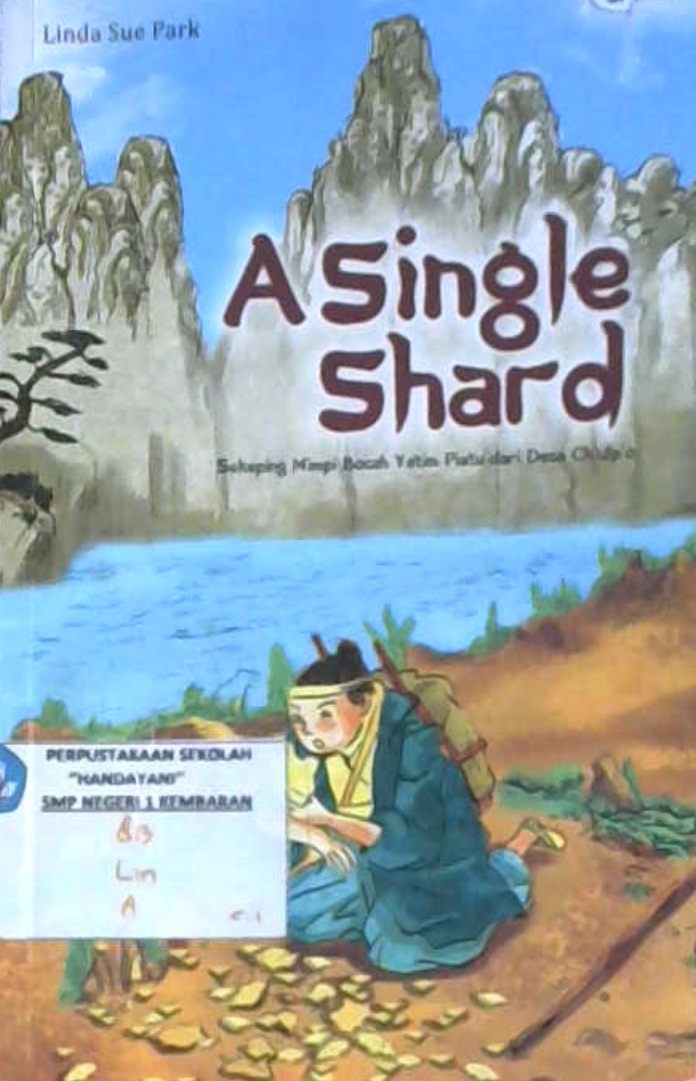 Linda Sue Park
A Single
Shard
Sekeping Mimpi Bocah Yatim Piatu dari Desa Ch'ulp'o
PERPUSTAKAAN SEKOLAH
"HANDAYANI"
SMP NEGERI 1 KEMBARAN
813
Lin
A
c.1